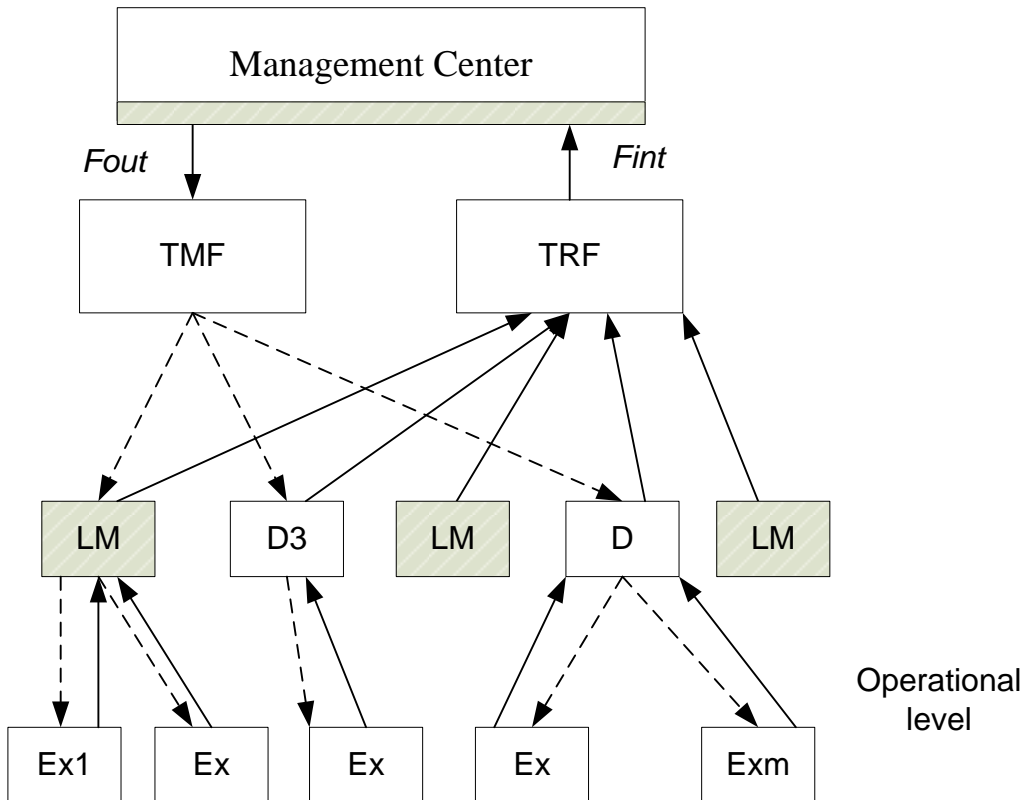 Management Center
Fout
Fint
TMF
TRF
LM
D3
LM
D
LM
Operational
level
Ex1
Ex
Ex
Ex
Exm